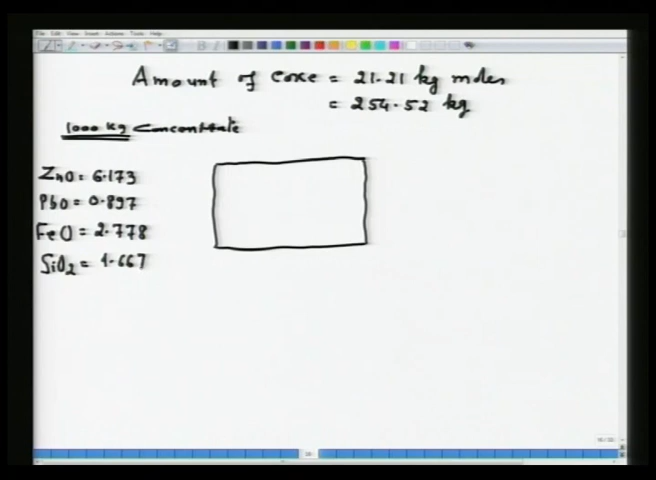 Amount of coke = 21.21 kg moles
= 254.52 kg
1000 kg Concentrate
ZnO = 6.173
PbO = 0.897
FeO = 2.778
SiO2 = 1.667